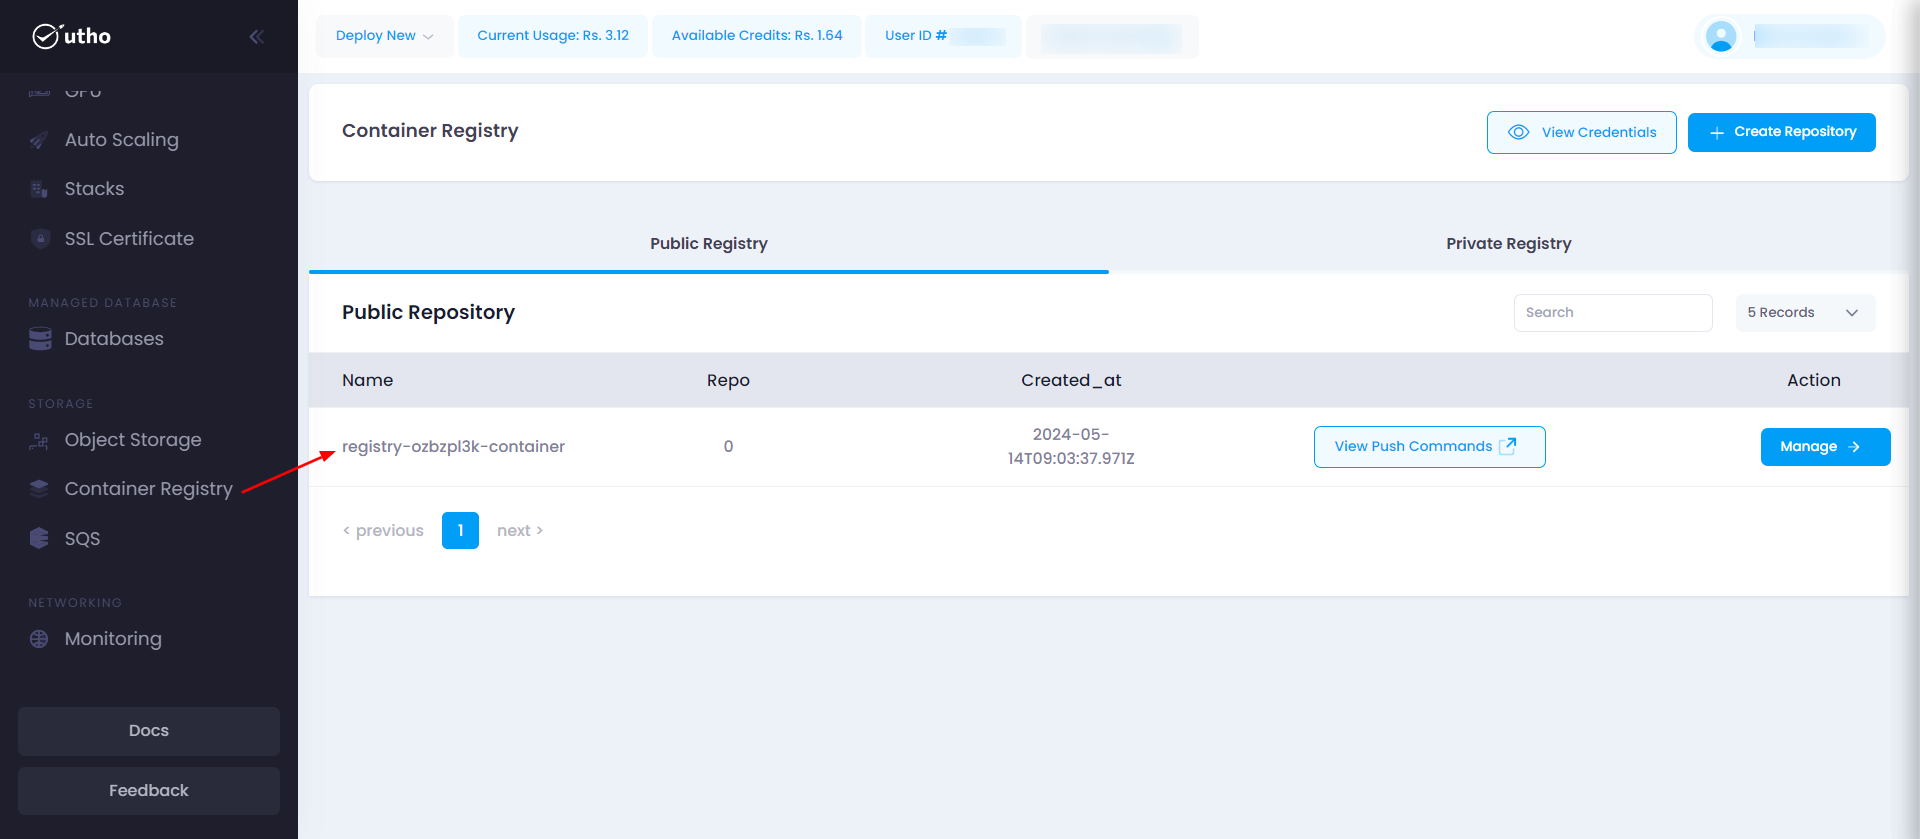 utho
Deploy New
Current Usage: Rs. 3.12
Available Credits: Rs. 1.64
User ID #
GPU
Auto Scaling
Stacks
SSL Certificate
MANAGED DATABASE
Databases
STORAGE
Object Storage
Container Registry
SQS
NETWORKING
Monitoring
Docs
Feedback
Container Registry
View Credentials
Create Repository
Public Registry
Private Registry
Public Repository
Search
5 Records
Name
Repo
Created_at
Action
registry-ozbzpl3k-container
0
2024-05-
14T09:03:37.971Z
View Push Commands
Manage
< previous
1
next >